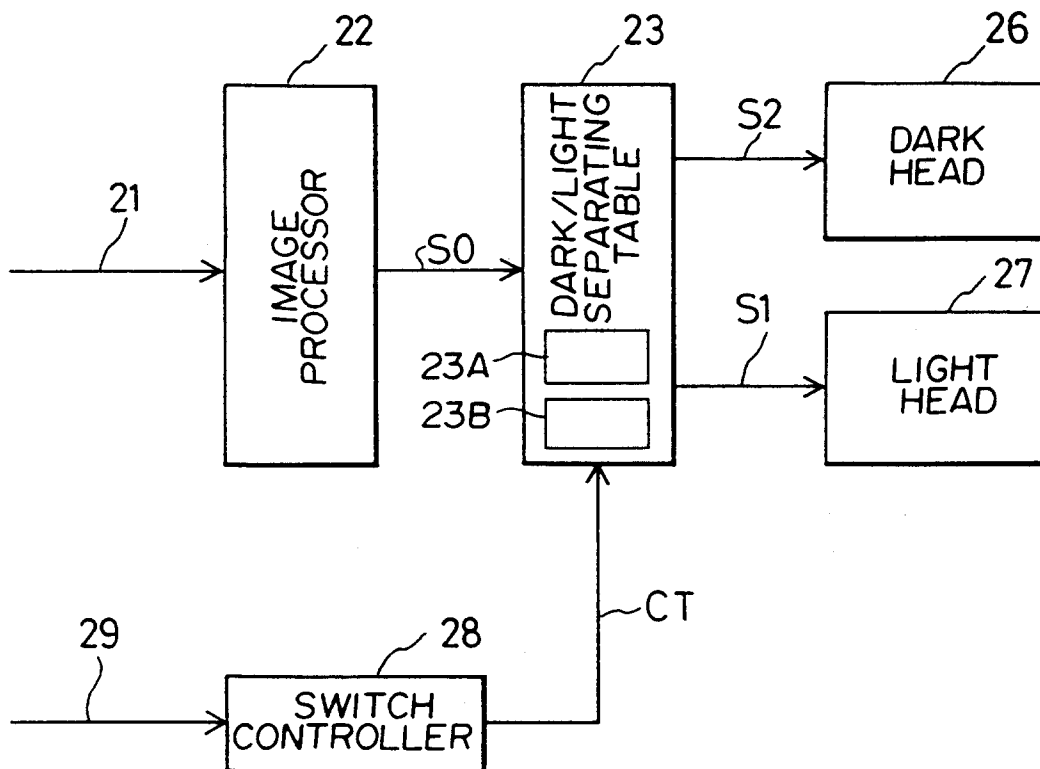 22
23
26
21
IMAGE
PROCESSOR
S0
DARK/LIGHT
SEPARATING
TABLE
23A
23B
S2
DARK
HEAD
27
S1
LIGHT
HEAD
CT
29
28
SWITCH
CONTROLLER